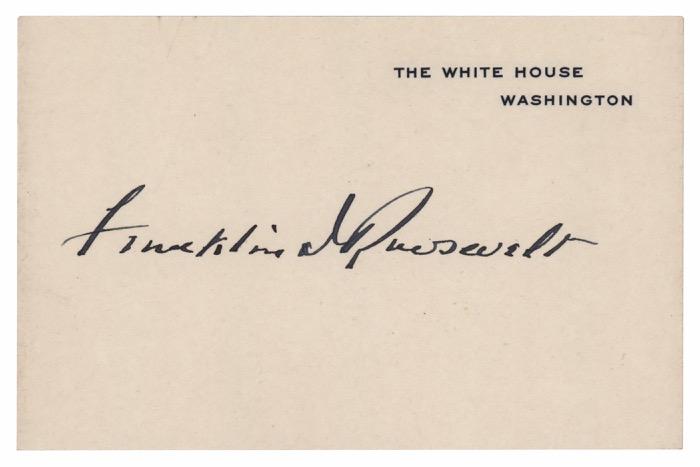 THE WHITE HOUSE
WASHINGTON
Franklin D Roosevelt